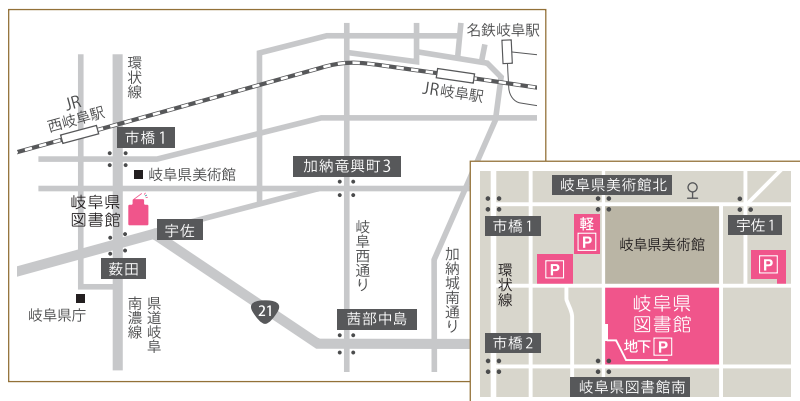 名鉄岐阜駅
環状線
JR岐阜駅
JR
西岐阜駅
市橋1
岐阜県美術館
加納竜興町3
岐阜県
図書館
宇佐
薮田
岐阜県庁
県道岐阜
南濃線
21
岐阜西通り
茜部中島
加納城南通り
岐阜県美術館北
市橋1
軽
P
岐阜県美術館
宇佐1
P
P
環状線
岐阜県
図書館
地下P
市橋2
岐阜県図書館南